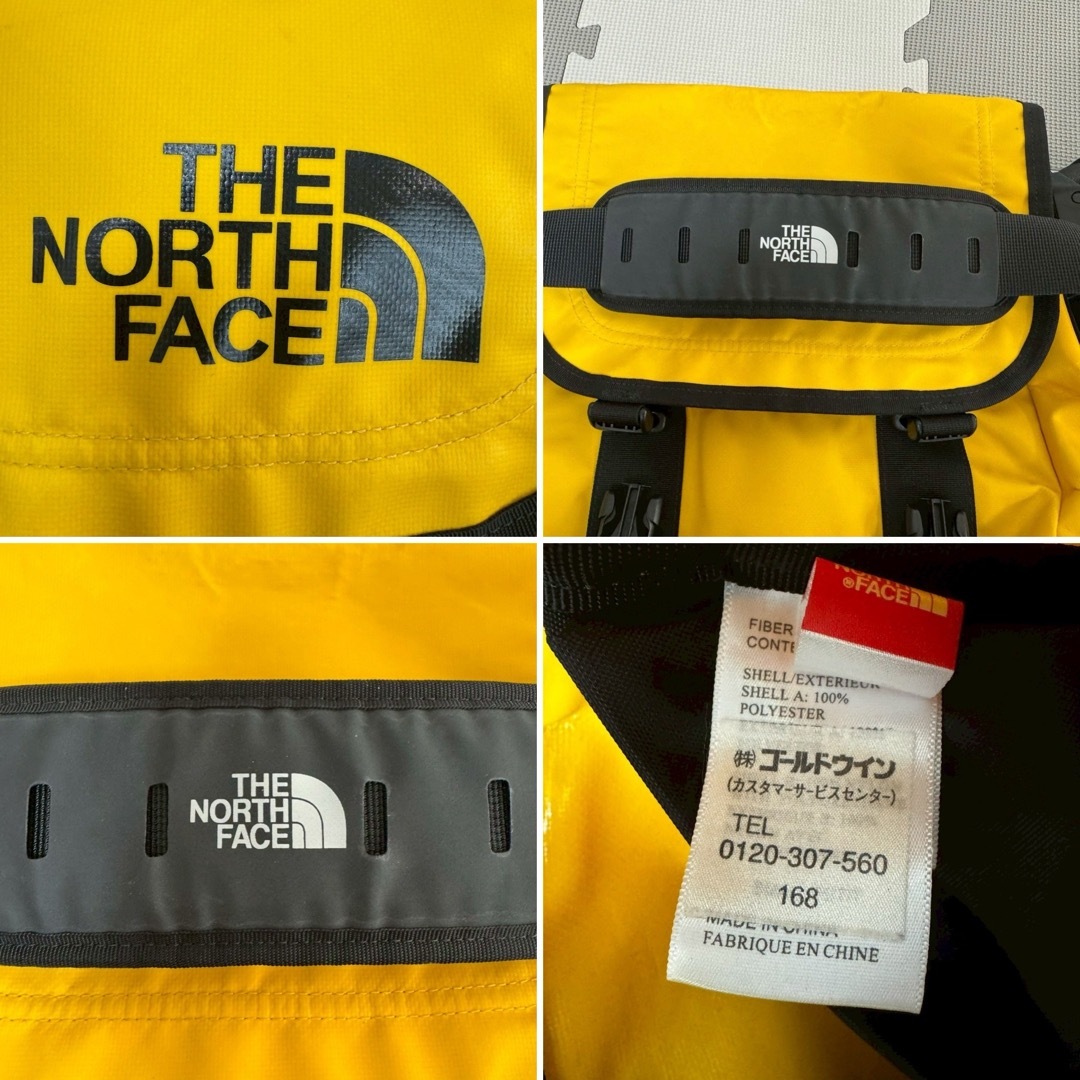 THE
NORTH
FACE
THE
NORTH
FACE
THE
NORTH
FACE
NORTH
®FACE
FIBER
SHELL/EXTERIEUR
SHELL A: 100%
POLYESTER
㈱ゴールドウイン
(カスタマーサービスセンター)
TEL
0120-307-560
168
MADE IN CHINA
FABRIQUE EN CHINE